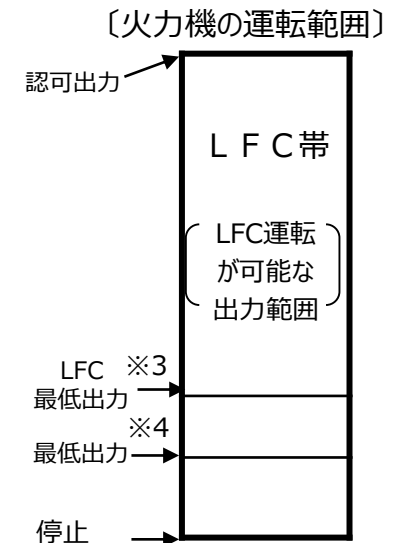 〔火力機の運転範囲〕
認可出力
ＬＦＣ帯
LFC運転
が可能な
出力範囲
LFC ※3
最低出力
※4
最低出力
停止